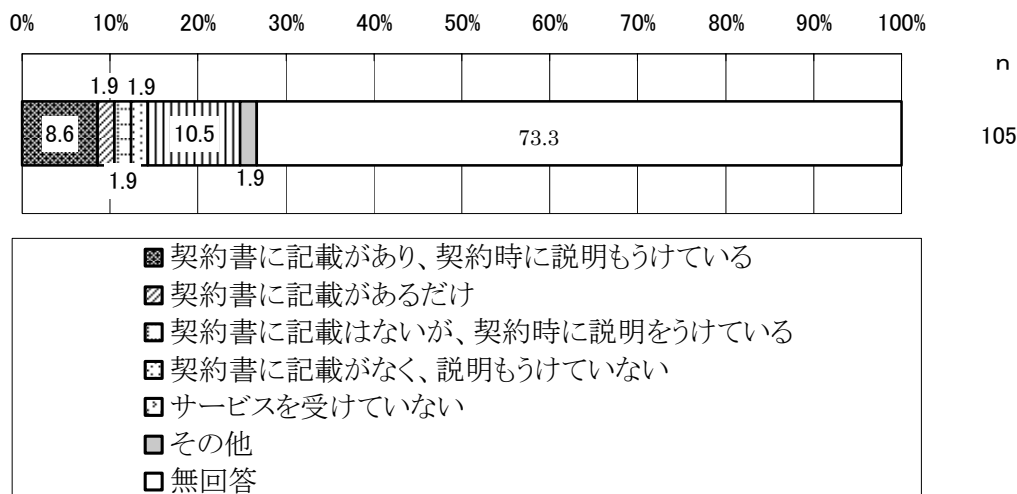 0% 10% 20% 30% 40% 50% 60% 70% 80% 90% 100%
n
1.9 1.9
8.6 10.5 73.3 105
1.9 1.9
契約書に記載があり、契約時に説明もうけている
契約書に記載があるだけ
契約書に記載はないが、契約時に説明をうけている
契約書に記載がなく、説明もうけていない
サービスを受けていない
その他
無回答